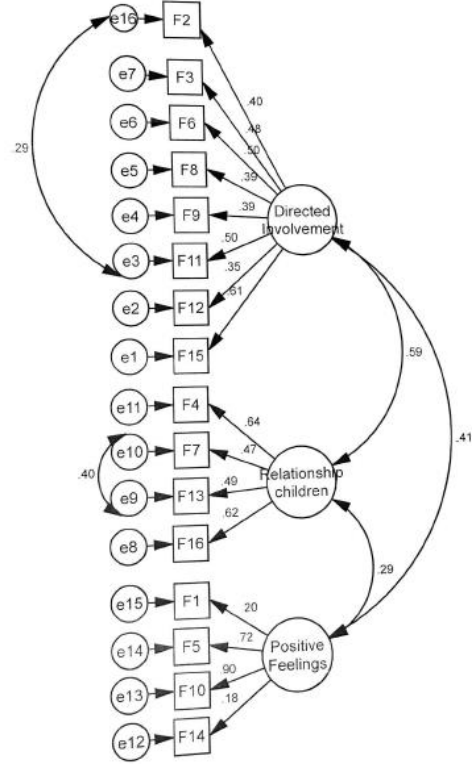 e16 F2
e7 F3
.40
e6 F6
.48
.29
.50
e5 F8
.39
e4 F9
.39
Directed
Involvement
e3 F11
.50
.35
e2 F12
.61
e1 F15
.59
e11 F4
.64
.41
e10 F7
.47
.40
Relationship
children
e9 F13
.49
.62
e8 F16
.29
e15 F1
.20
e14 F5
.72
Positive
Feelings
e13 F10
.90
.18
e12 F14